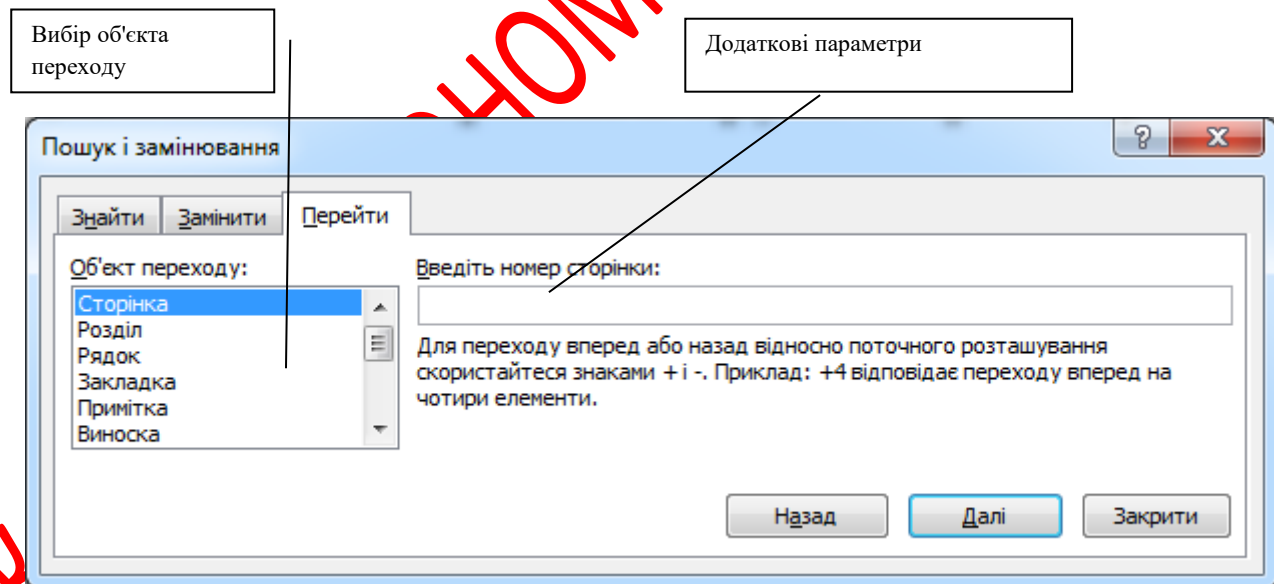 Вибір об'єкта
переходу
Додаткові параметри
Пошук і замінювання
Знайти
Замінити
Перейти
Об'єкт переходу:
Введіть номер сторінки:
Сторінка
Розділ
Рядок
Закладка
Примітка
Виноска
Для переходу вперед або назад відносно поточного розташування
скористайтеся знаками + і -. Приклад: +4 відповідає переходу вперед на
чотири елементи.
Назад
Далі
Закрити